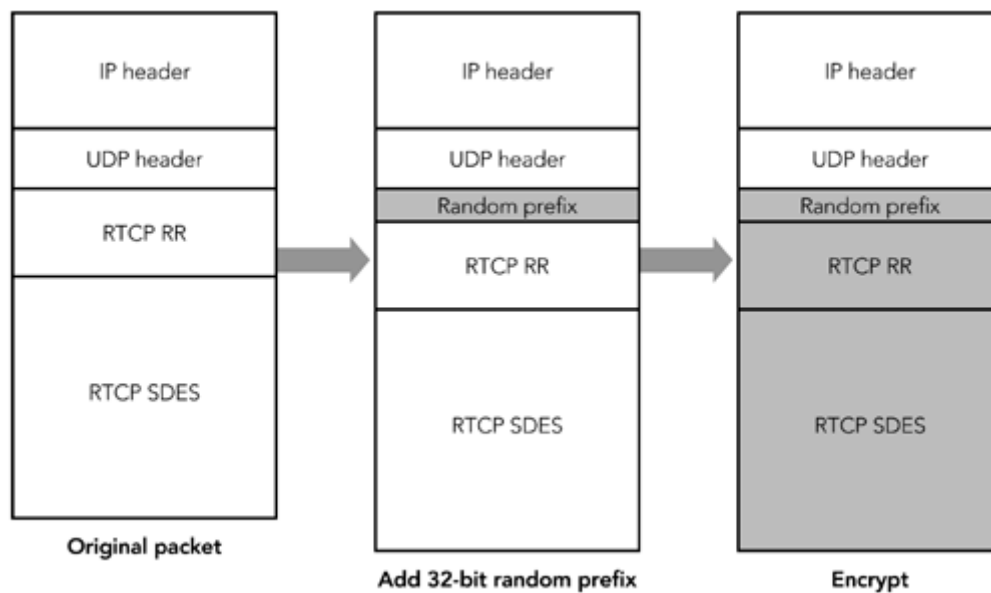 IP header
UDP header
RTCP RR
RTCP SDES
Original packet
IP header
UDP header
Random prefix
RTCP RR
RTCP SDES
Add 32-bit random prefix
IP header
UDP header
Random prefix
RTCP RR
RTCP SDES
Encrypt